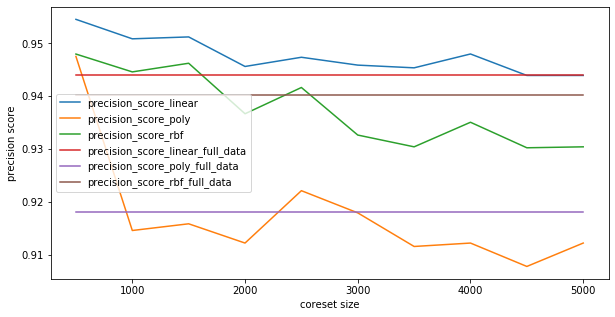 0.95
0.94
0.93
0.92
0.91
precision score
precision_score_linear
precision_score_poly
precision_score_rbf
precision_score_linear_full_data
precision_score_poly_full_data
precision_score_rbf_full_data
1000 2000 3000 4000 5000
coreset size